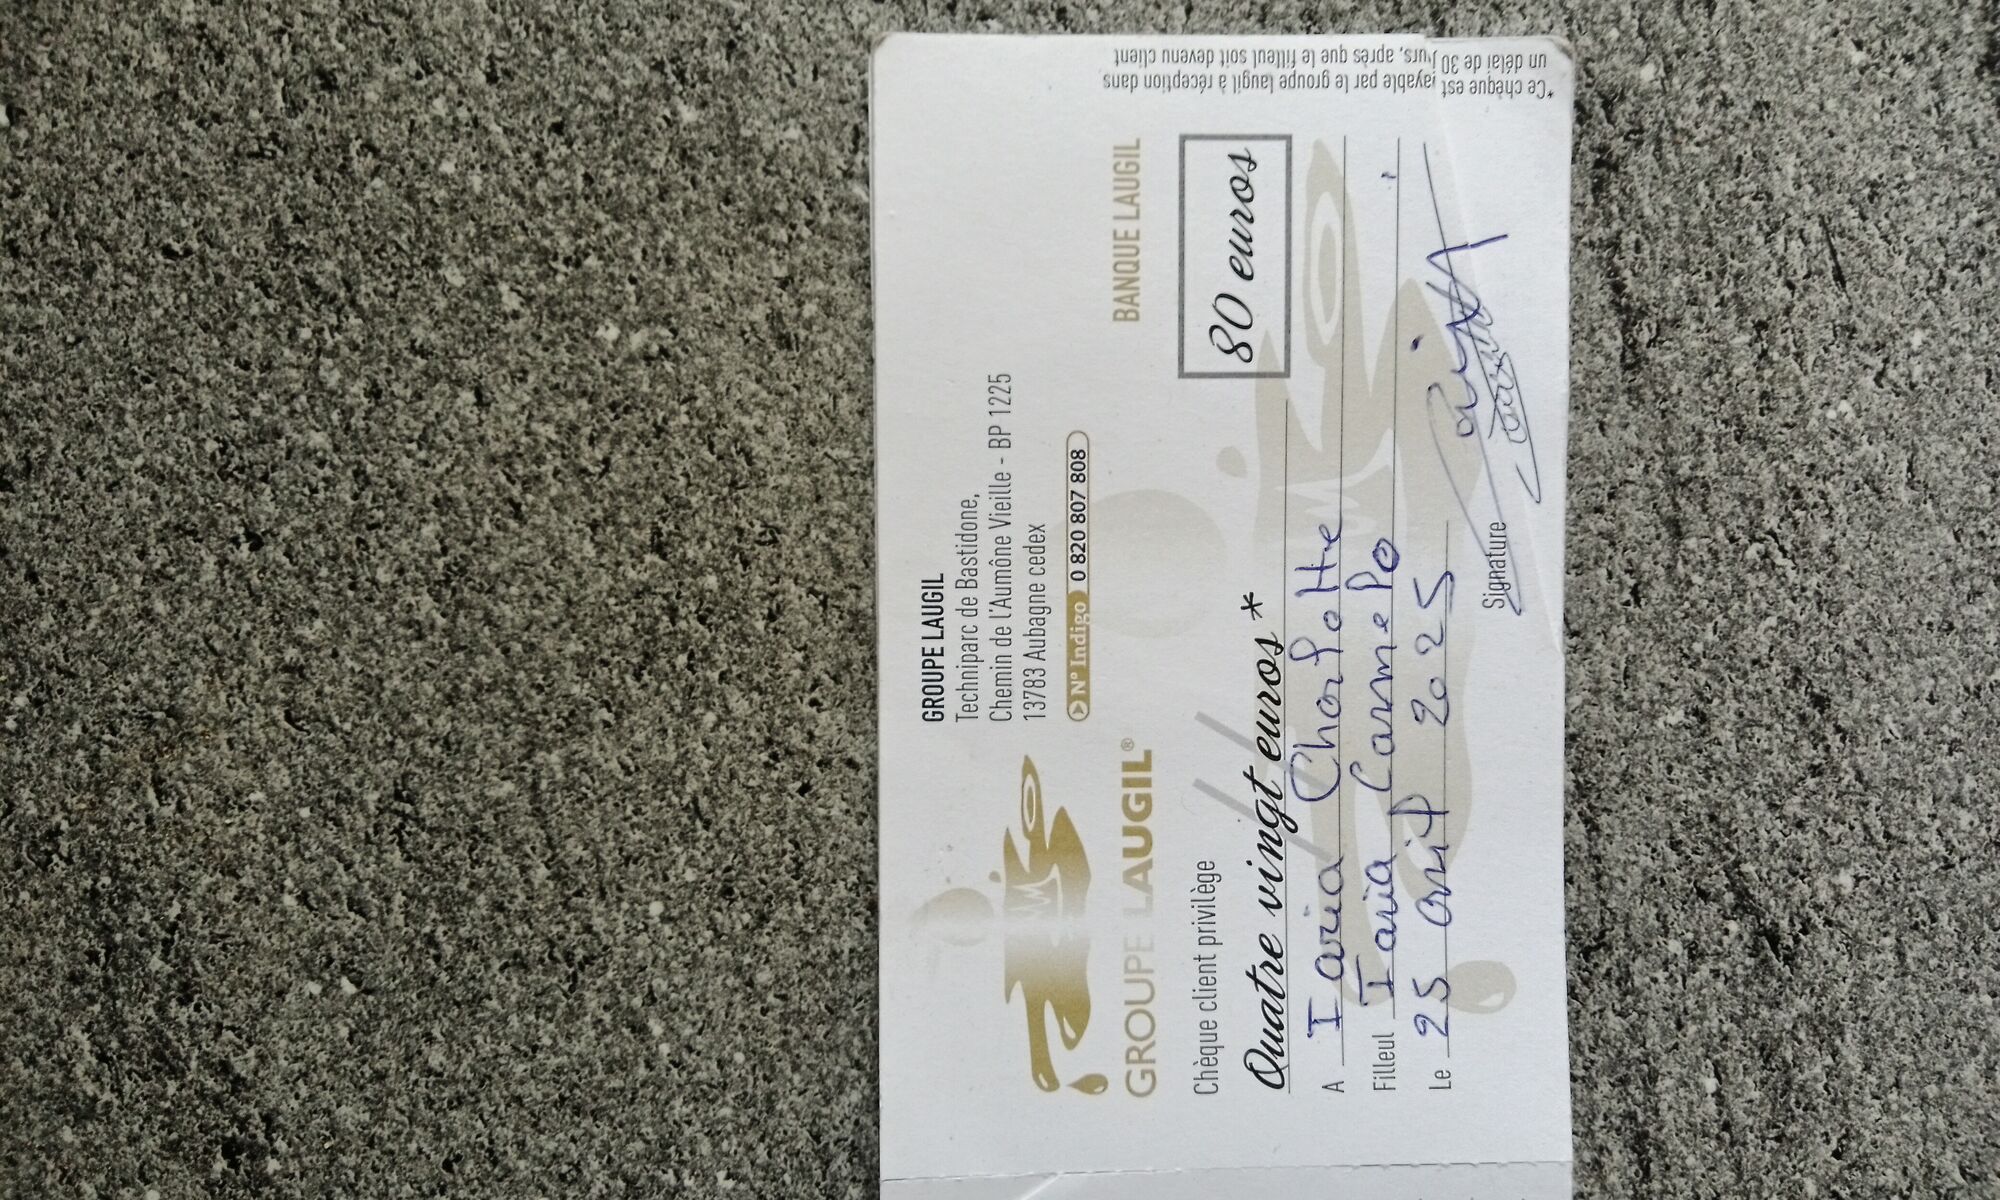 GROUPE LAUGIL
Techniparc de Bastidone,
Chemin de l'Aumône Vieille - BP 1225
13783 Aubagne cedex
N° Indigo 0 820 807 808
GROUPE LAUGIL®
BANQUE LAUGIL
Chèque client privilège
Quatre vingt euros*
80 euros
A Iaria Charlotte
Filleul Iaria Carmelo
Le 25 avril 2025
Signature
*Ce chèque est payable par le groupe laugil à réception dans
un délai de 30 jours, après que le filleul soit devenu client